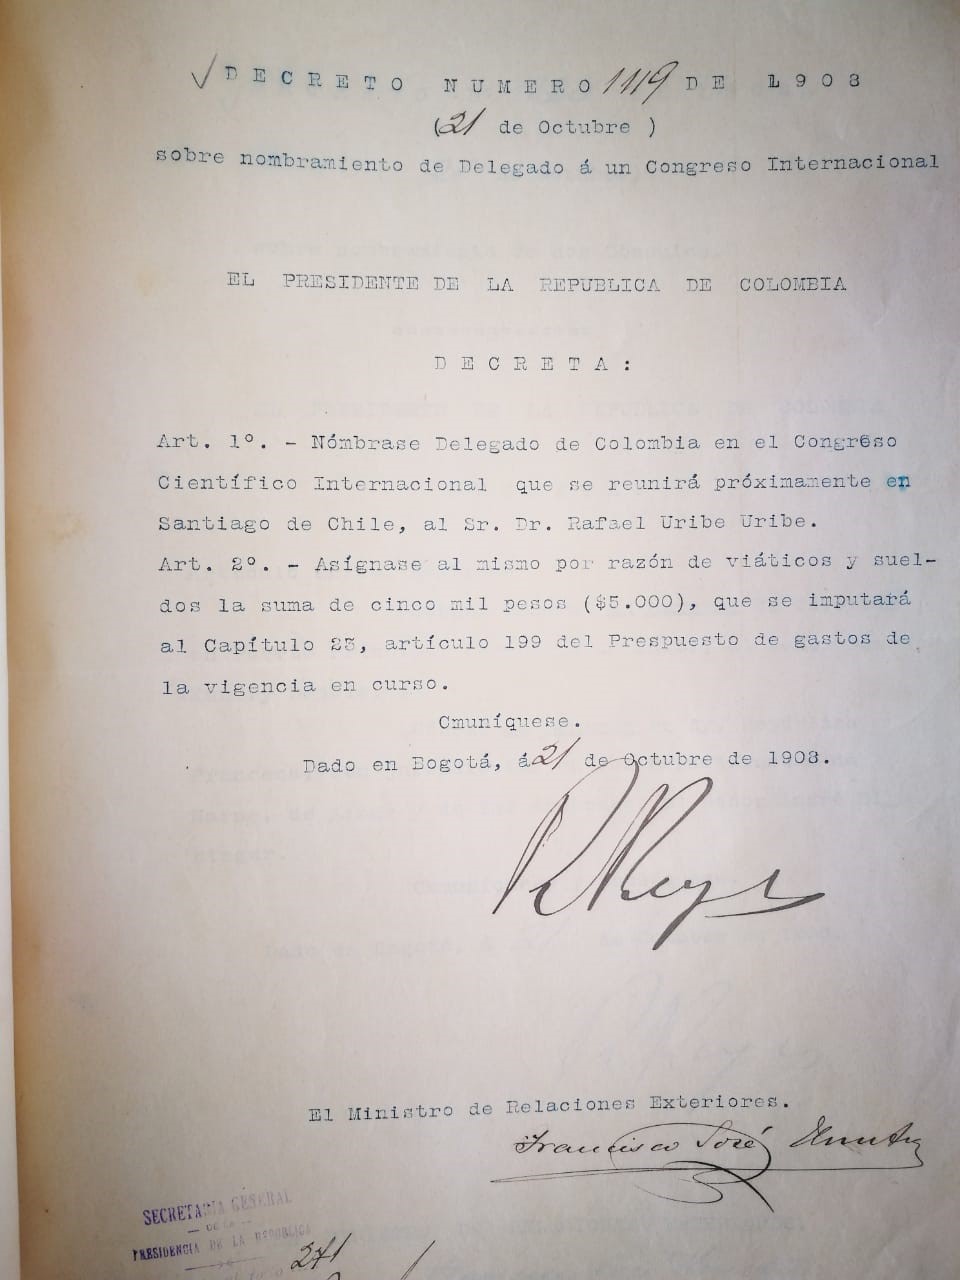 DECRETO NUMERO 1119 DE 1908
(21 de Octubre )
sobre nombramiento de Delegado á un Congreso Internacional
EL PRESIDENTE DE LA REPUBLICA DE COLOMBIA
DECRETA:
Art. 1º. - Nómbrase Delegado de Colombia en el Congreso
Científico Internacional que se reunirá próximamente en
Santiago de Chile, al Sr. Dr. Rafael Uribe Uribe.
Art. 2º. - Asígnase al mismo por razón de viáticos y suel-
dos la suma de cinco mil pesos ($5.000), que se imputará
al Capítulo 23, artículo 199 del Prespuesto de gastos de
la vigencia en curso.
Cmuníquese.
Dado en Bogotá, á 21 de Octubre de 1908.
R Reyes
El Ministro de Relaciones Exteriores.
Francisco José Urrutia
SECRETARIA GENERAL
DE LA
PRESIDENCIA DE LA REPUBLICA
271